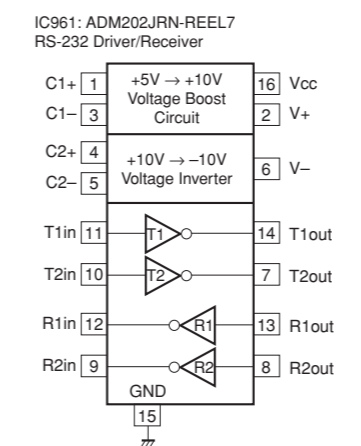 IC961: ADM202JRN-REEL7
RS-232 Driver/Receiver
C1+ 1 +5V → +10V 16 Vcc
Voltage Boost
C1– 3 Circuit 2 V+
C2+ 4
+10V → –10V 6 V–
C2– 5 Voltage Inverter
T1in 11 T1 14 T1out
T2in 10 T2 7 T2out
R1in 12 R1 13 R1out
R2in 9 R2 8 R2out
GND
15